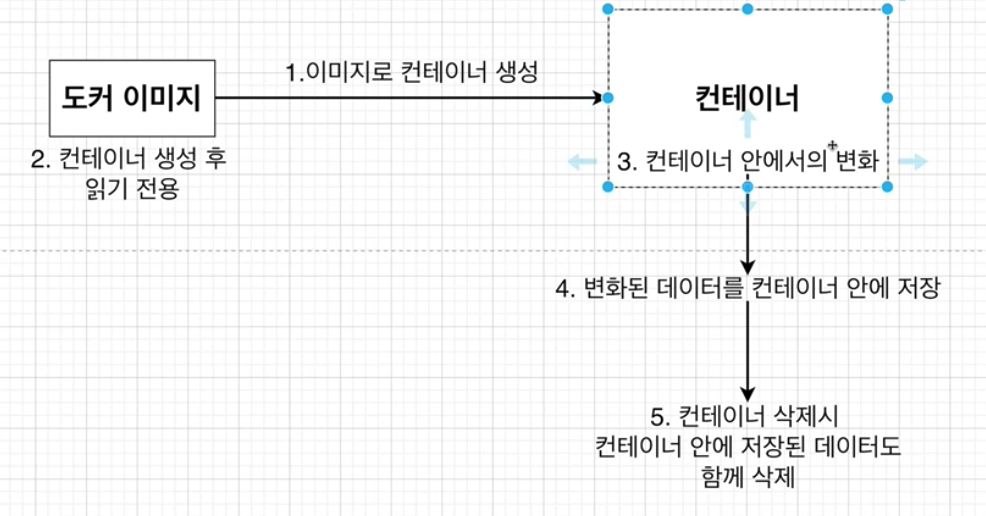 1.이미지로 컨테이너 생성
도커 이미지
컨테이너
2. 컨테이너 생성 후
읽기 전용
3. 컨테이너 안에서의 변화
4. 변화된 데이터를 컨테이너 안에 저장
5. 컨테이너 삭제시
컨테이너 안에 저장된 데이터도
함께 삭제